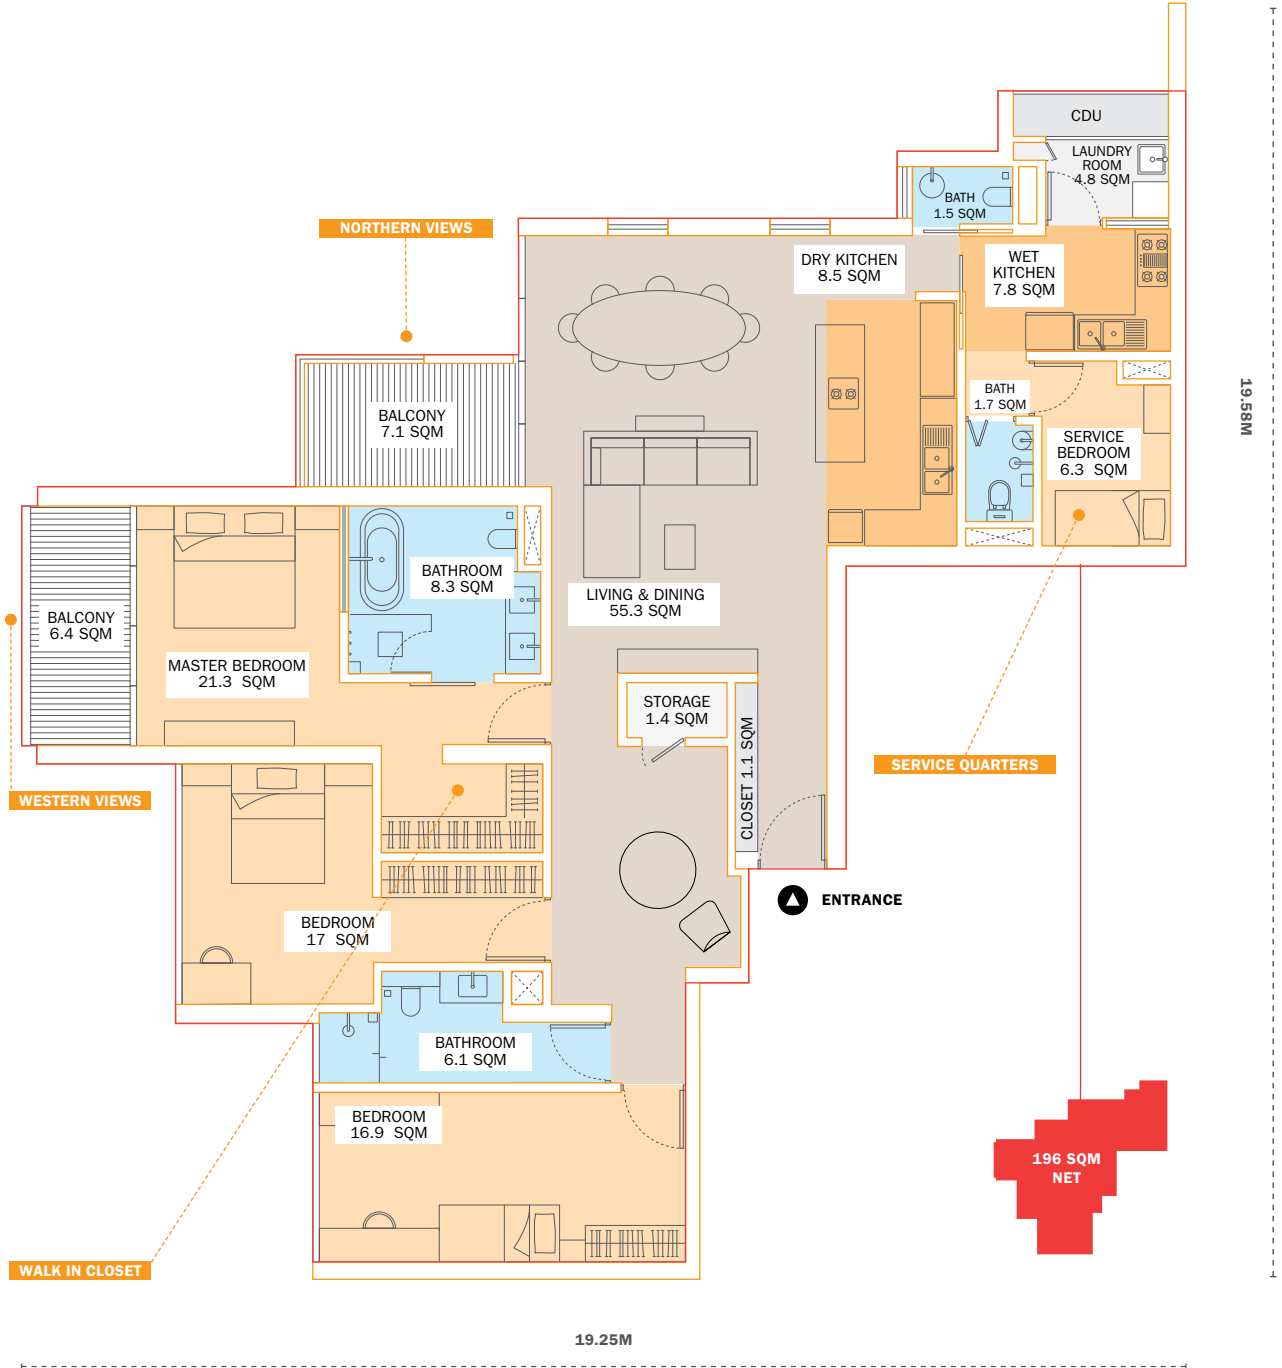 CDU
LAUNDRY
ROOM
4.8 SQM
BATH
1.5 SQM
NORTHERN VIEWS
DRY KITCHEN
8.5 SQM
WET
KITCHEN
7.8 SQM
BALCONY
7.1 SQM
BATH
1.7 SQM
SERVICE
BEDROOM
6.3 SQM
19.58M
BATHROOM
8.3 SQM
LIVING & DINING
55.3 SQM
BALCONY
6.4 SQM
MASTER BEDROOM
21.3 SQM
STORAGE
1.4 SQM
CLOSET 1.1 SQM
SERVICE QUARTERS
WESTERN VIEWS
ENTRANCE
BEDROOM
17 SQM
BATHROOM
6.1 SQM
BEDROOM
16.9 SQM
196 SQM
NET
WALK IN CLOSET
19.25M